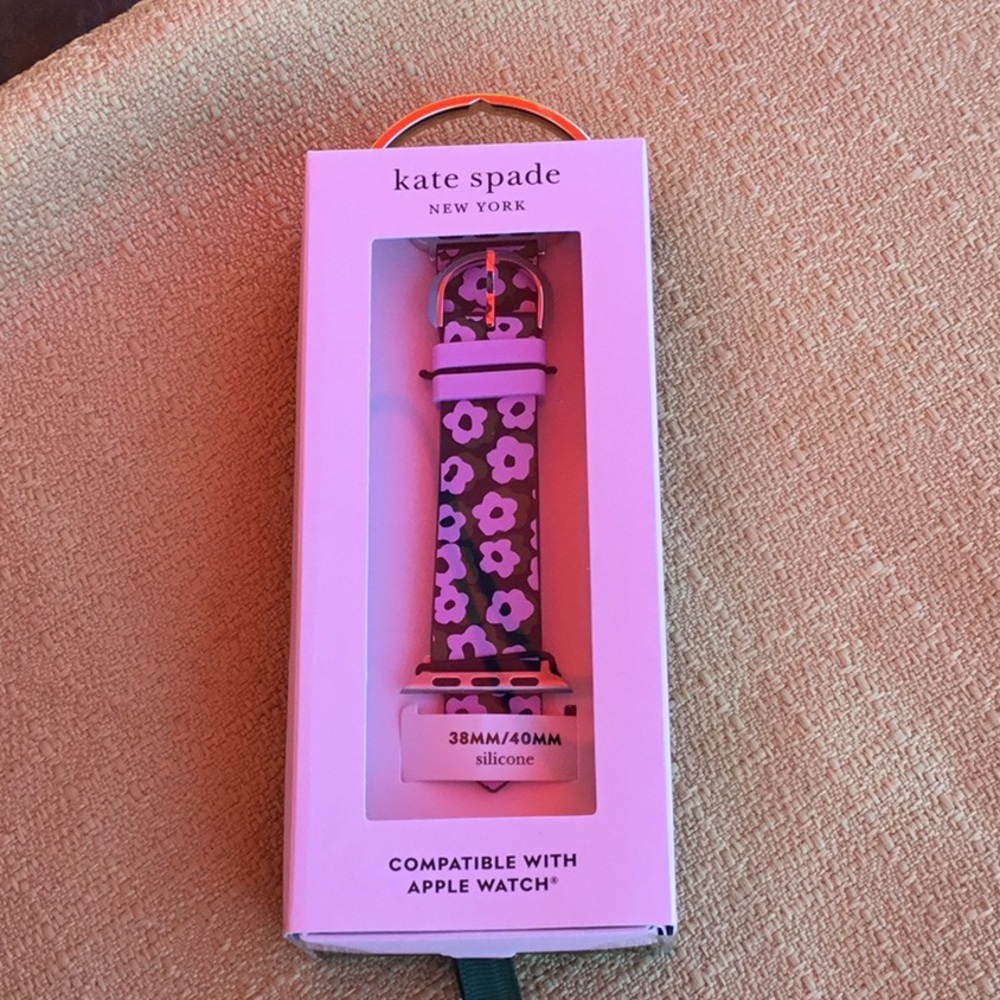 kate spade
NEW YORK
38MM/40MM
silicone
COMPATIBLE WITH
APPLE WATCH®